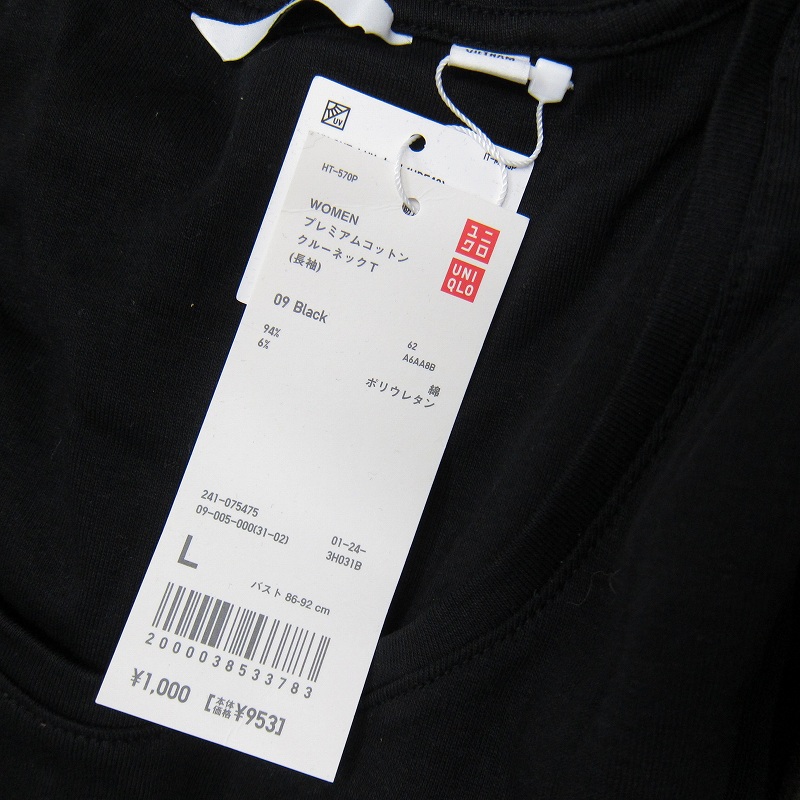 VIETNAM
UV
HT-570P
WOMEN
プレミアムコットン
クルーネックT
(長袖)
ユニ
クロ
UNI
QLO
09 Black
94%
6%
62
A6AA8B
綿
ポリウレタン
241-075475
09-005-000(31-02)
01-24-
3H031B
L
バスト 86-92 cm
2000038533783
¥1,000 [本体価格¥953]